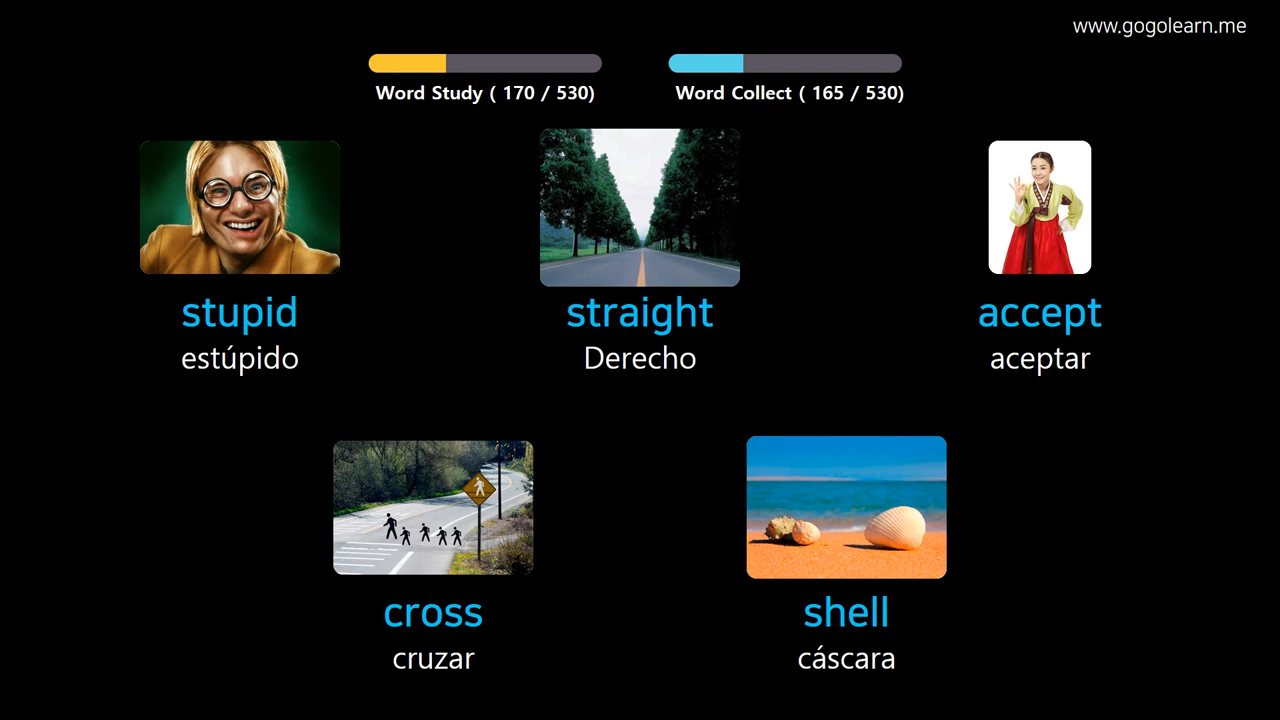 www.gogolearn.me
Word Study ( 170 / 530)
Word Collect ( 165 / 530)
stupid
estúpido
straight
Derecho
accept
aceptar
cross
cruzar
shell
cáscara